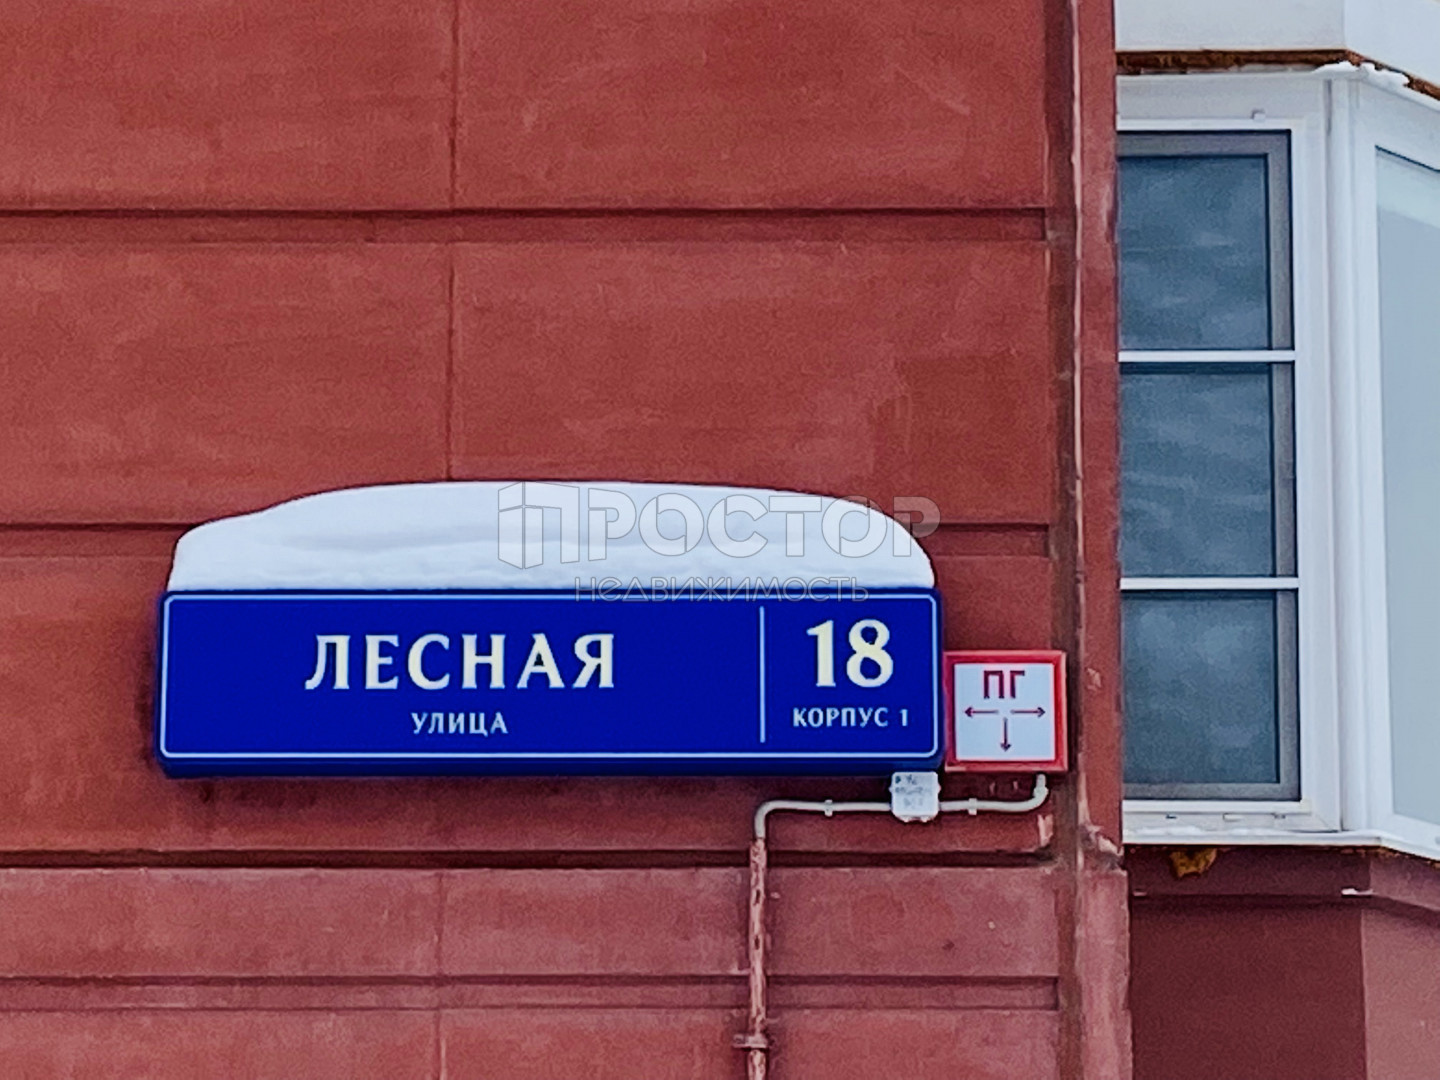 ПРОСТОР
НЕДВИЖИМОСТЬ
ЛЕСНАЯ
УЛИЦА
18
КОРПУС 1
ПГ